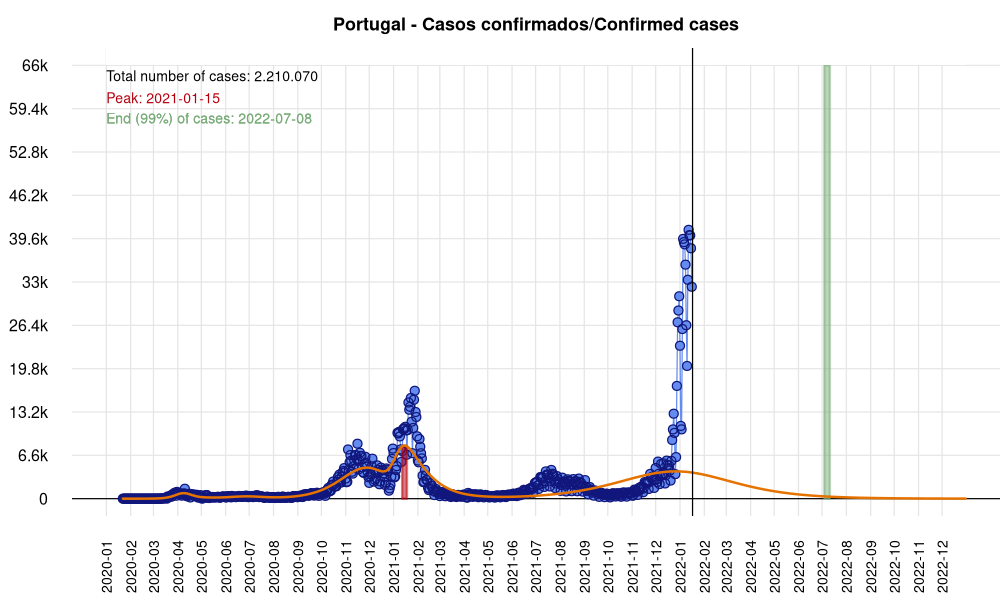 Portugal - Casos confirmados/Confirmed cases
66k
59.4k
52.8k
46.2k
39.6k
33k
26.4k
19.8k
13.2k
6.6k
0
Total number of cases: 2.210.070
Peak: 2021-01-15
End (99%) of cases: 2022-07-08
2020-01
2020-02
2020-03
2020-04
2020-05
2020-06
2020-07
2020-08
2020-09
2020-10
2020-11
2020-12
2021-01
2021-02
2021-03
2021-04
2021-05
2021-06
2021-07
2021-08
2021-09
2021-10
2021-11
2021-12
2022-01
2022-02
2022-03
2022-04
2022-05
2022-06
2022-07
2022-08
2022-09
2022-10
2022-11
2022-12